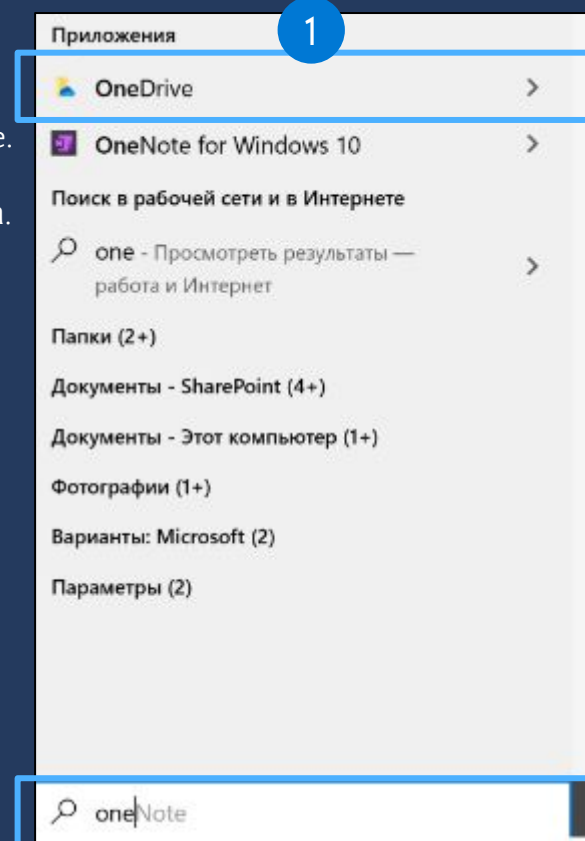 Приложения
1
OneDrive
е.
OneNote for Windows 10
Поиск в рабочей сети и в Интернете
one - Просмотреть результаты —
работа и Интернет
Папки (2+)
Документы - SharePoint (4+)
Документы - Этот компьютер (1+)
Фотографии (1+)
Варианты: Microsoft (2)
Параметры (2)
oneNote